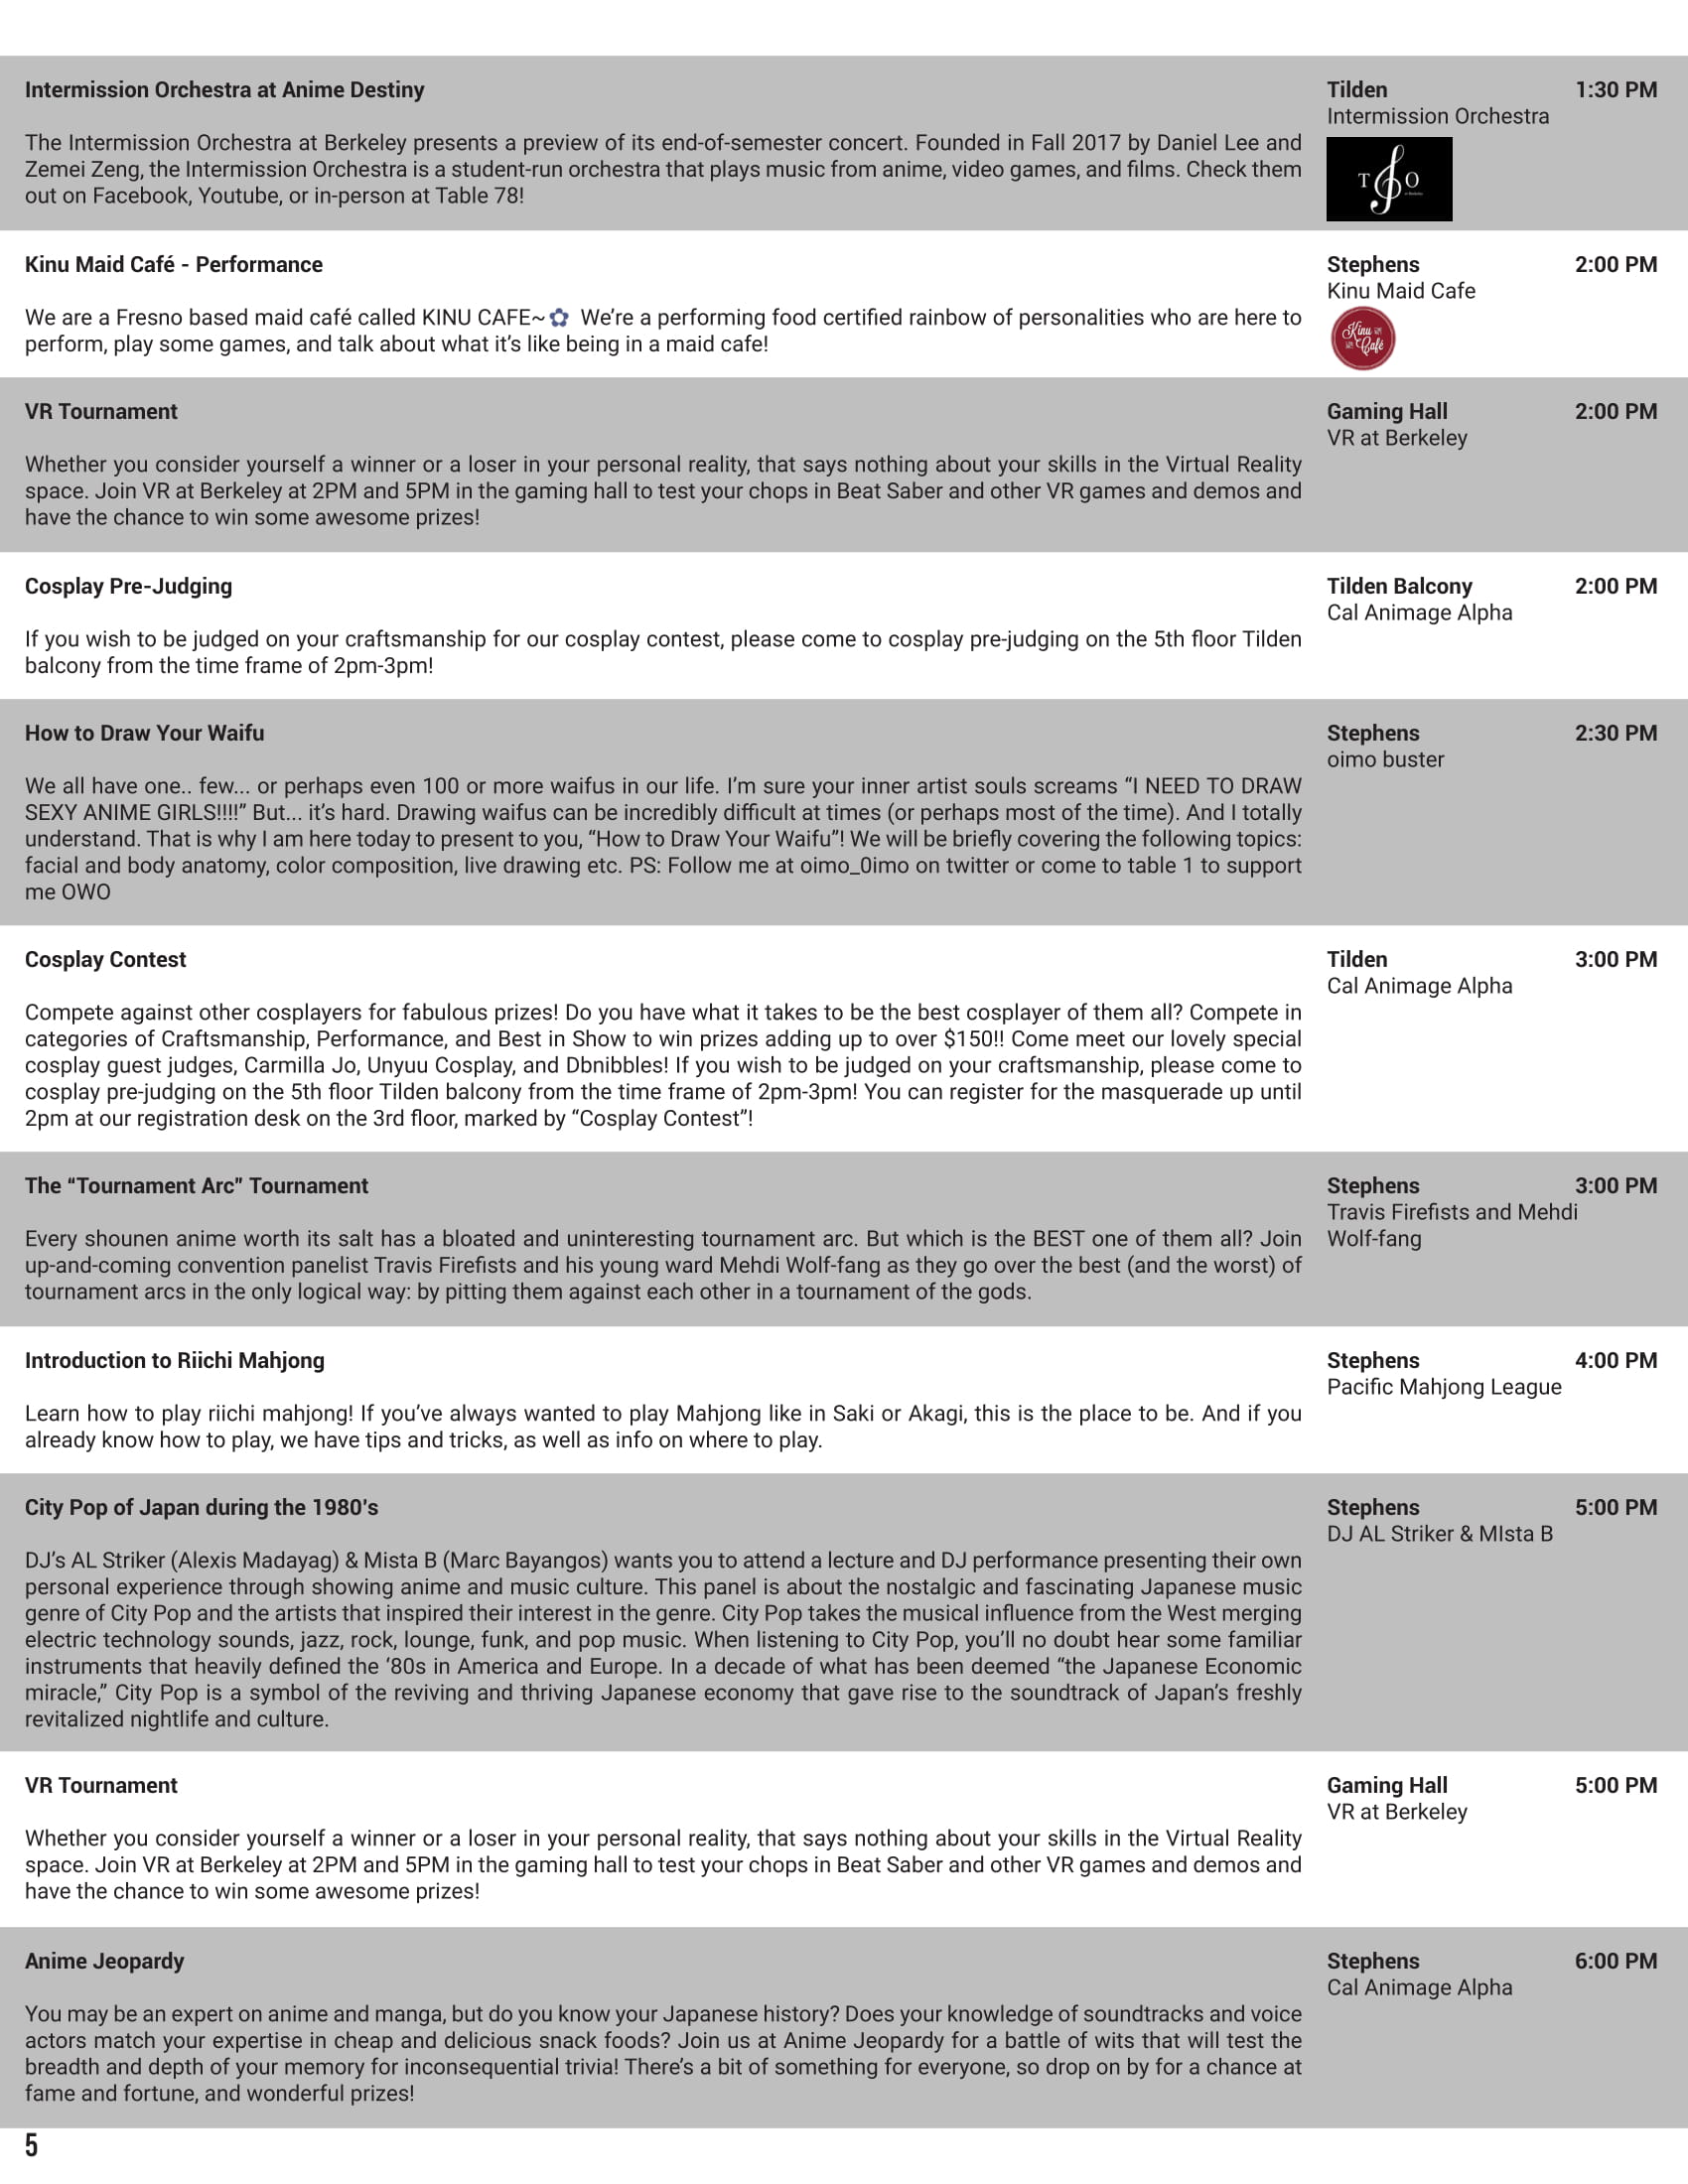 Intermission Orchestra at Anime Destiny
Tilden 1:30 PM
Intermission Orchestra
The Intermission Orchestra at Berkeley presents a preview of its end-of-semester concert. Founded in Fall 2017 by Daniel Lee and
Zemei Zeng, the Intermission Orchestra is a student-run orchestra that plays music from anime, video games, and films. Check them
out on Facebook, Youtube, or in-person at Table 78!
T O
Kinu Maid Café - Performance
Stephens 2:00 PM
Kinu Maid Cafe
We are a Fresno based maid café called KINU CAFE~✿ We’re a performing food certified rainbow of personalities who are here to
perform, play some games, and talk about what it’s like being in a maid cafe!
Kinu
Café
VR Tournament
Gaming Hall 2:00 PM
VR at Berkeley
Whether you consider yourself a winner or a loser in your personal reality, that says nothing about your skills in the Virtual Reality
space. Join VR at Berkeley at 2PM and 5PM in the gaming hall to test your chops in Beat Saber and other VR games and demos and
have the chance to win some awesome prizes!
Cosplay Pre-Judging
Tilden Balcony 2:00 PM
Cal Animage Alpha
If you wish to be judged on your craftsmanship for our cosplay contest, please come to cosplay pre-judging on the 5th floor Tilden
balcony from the time frame of 2pm-3pm!
How to Draw Your Waifu
Stephens 2:30 PM
oimo buster
We all have one.. few... or perhaps even 100 or more waifus in our life. I’m sure your inner artist souls screams “I NEED TO DRAW
SEXY ANIME GIRLS!!!!” But... it’s hard. Drawing waifus can be incredibly difficult at times (or perhaps most of the time). And I totally
understand. That is why I am here today to present to you, “How to Draw Your Waifu”! We will be briefly covering the following topics:
facial and body anatomy, color composition, live drawing etc. PS: Follow me at oimo_0imo on twitter or come to table 1 to support
me OWO
Cosplay Contest
Tilden 3:00 PM
Cal Animage Alpha
Compete against other cosplayers for fabulous prizes! Do you have what it takes to be the best cosplayer of them all? Compete in
categories of Craftsmanship, Performance, and Best in Show to win prizes adding up to over $150!! Come meet our lovely special
cosplay guest judges, Carmilla Jo, Unyuu Cosplay, and Dbnibbles! If you wish to be judged on your craftsmanship, please come to
cosplay pre-judging on the 5th floor Tilden balcony from the time frame of 2pm-3pm! You can register for the masquerade up until
2pm at our registration desk on the 3rd floor, marked by “Cosplay Contest”!
The “Tournament Arc” Tournament
Stephens 3:00 PM
Travis Firefists and Mehdi
Wolf-fang
Every shounen anime worth its salt has a bloated and uninteresting tournament arc. But which is the BEST one of them all? Join
up-and-coming convention panelist Travis Firefists and his young ward Mehdi Wolf-fang as they go over the best (and the worst) of
tournament arcs in the only logical way: by pitting them against each other in a tournament of the gods.
Introduction to Riichi Mahjong
Stephens 4:00 PM
Pacific Mahjong League
Learn how to play riichi mahjong! If you’ve always wanted to play Mahjong like in Saki or Akagi, this is the place to be. And if you
already know how to play, we have tips and tricks, as well as info on where to play.
City Pop of Japan during the 1980’s
Stephens 5:00 PM
DJ AL Striker & MIsta B
DJ’s AL Striker (Alexis Madayag) & Mista B (Marc Bayangos) wants you to attend a lecture and DJ performance presenting their own
personal experience through showing anime and music culture. This panel is about the nostalgic and fascinating Japanese music
genre of City Pop and the artists that inspired their interest in the genre. City Pop takes the musical influence from the West merging
electric technology sounds, jazz, rock, lounge, funk, and pop music. When listening to City Pop, you’ll no doubt hear some familiar
instruments that heavily defined the ‘80s in America and Europe. In a decade of what has been deemed “the Japanese Economic
miracle,” City Pop is a symbol of the reviving and thriving Japanese economy that gave rise to the soundtrack of Japan’s freshly
revitalized nightlife and culture.
VR Tournament
Gaming Hall 5:00 PM
VR at Berkeley
Whether you consider yourself a winner or a loser in your personal reality, that says nothing about your skills in the Virtual Reality
space. Join VR at Berkeley at 2PM and 5PM in the gaming hall to test your chops in Beat Saber and other VR games and demos and
have the chance to win some awesome prizes!
Anime Jeopardy
Stephens 6:00 PM
Cal Animage Alpha
You may be an expert on anime and manga, but do you know your Japanese history? Does your knowledge of soundtracks and voice
actors match your expertise in cheap and delicious snack foods? Join us at Anime Jeopardy for a battle of wits that will test the
breadth and depth of your memory for inconsequential trivia! There’s a bit of something for everyone, so drop on by for a chance at
fame and fortune, and wonderful prizes!
5